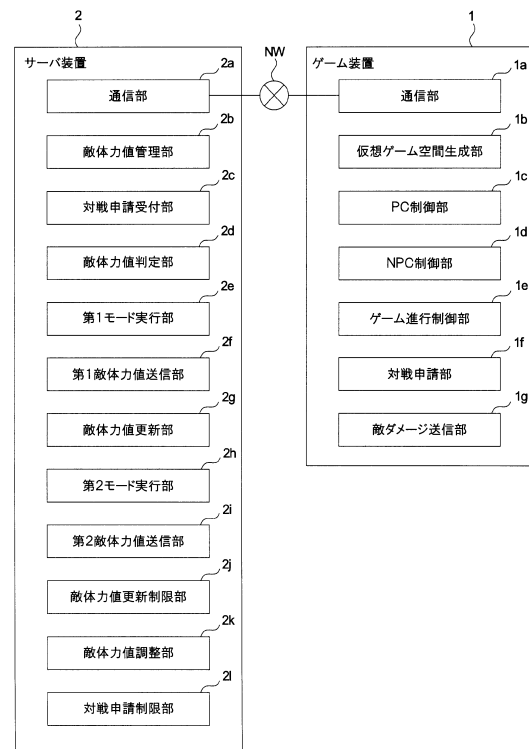 2
サーバ装置
2a
通信部
2b
敵体力値管理部
2c
対戦申請受付部
2d
敵体力値判定部
2e
第1モード実行部
2f
第1敵体力値送信部
2g
敵体力値更新部
2h
第2モード実行部
2i
第2敵体力値送信部
2j
敵体力値更新制限部
2k
敵体力値調整部
2l
対戦申請制限部
NW
1
ゲーム装置
1a
通信部
1b
仮想ゲーム空間生成部
1c
PC制御部
1d
NPC制御部
1e
ゲーム進行制御部
1f
対戦申請部
1g
敵ダメージ送信部